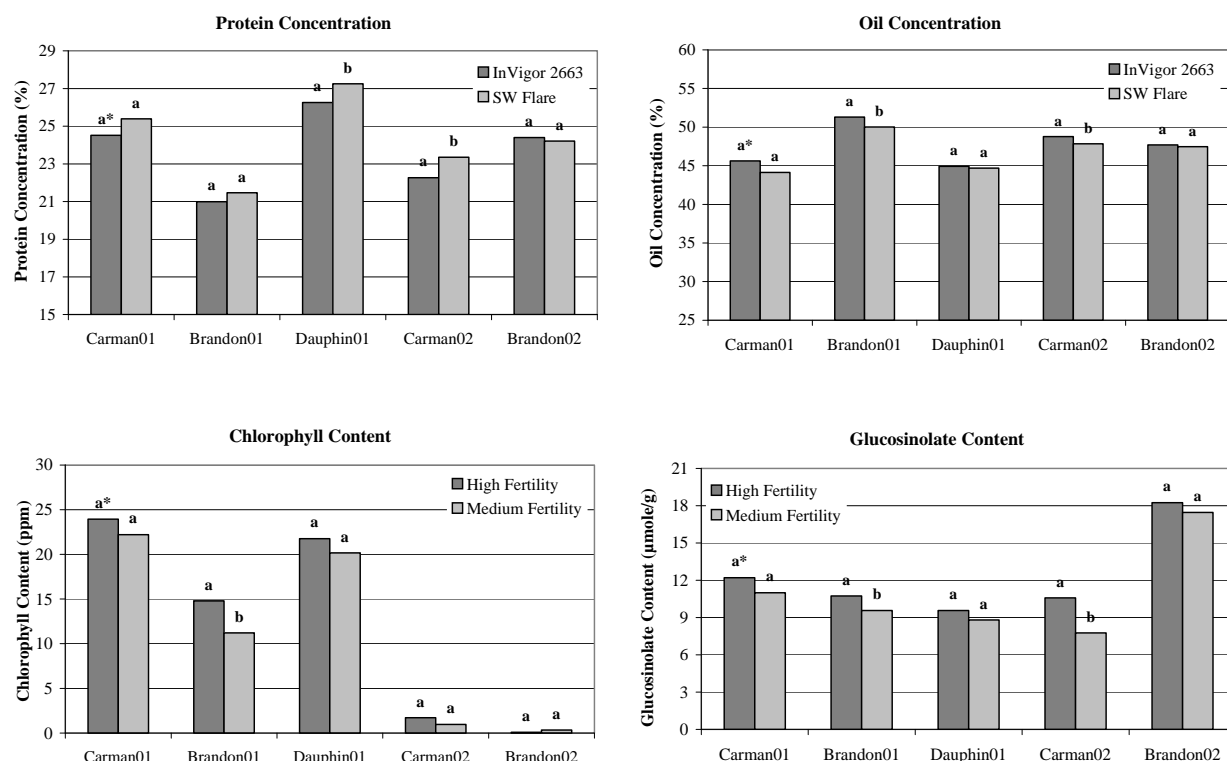 Protein Concentration
Protein Concentration (%)
29
27
25
23
21
19
17
15
InVigor 2663
SW Flare
a* a
a a
a b
a b
a a
Carman01 Brandon01 Dauphin01 Carman02 Brandon02
Oil Concentration
Oil Concentration (%)
60
55
50
45
40
35
30
25
InVigor 2663
SW Flare
a* a
a b
a a
a b
a a
Carman01 Brandon01 Dauphin01 Carman02 Brandon02
Chlorophyll Content
Chlorophyll Content (ppm)
30
25
20
15
10
5
0
High Fertility
Medium Fertility
a* a
a b
a a
a a
a a
Carman01 Brandon01 Dauphin01 Carman02 Brandon02
Glucosinolate Content
Glucosinolate Content (µmole/g)
21
18
15
12
9
6
3
0
High Fertility
Medium Fertility
a* a
a b
a a
a b
a a
Carman01 Brandon01 Dauphin01 Carman02 Brandon02